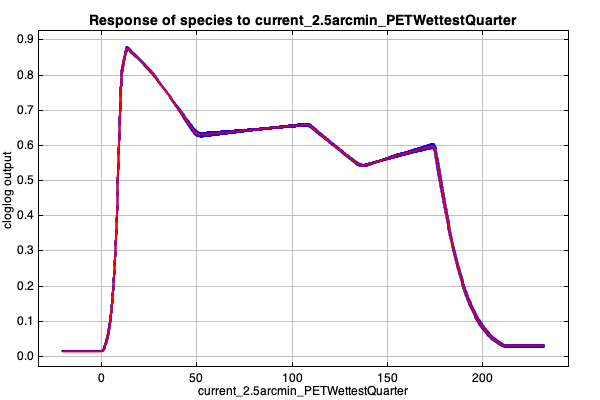 Response of species to current_2.5arcmin_PETWettestQuarter
0.9
0.8
0.7
0.6
0.5
0.4
0.3
0.2
0.1
0.0
cloglog output
0 50 100 150 200
current_2.5arcmin_PETWettestQuarter